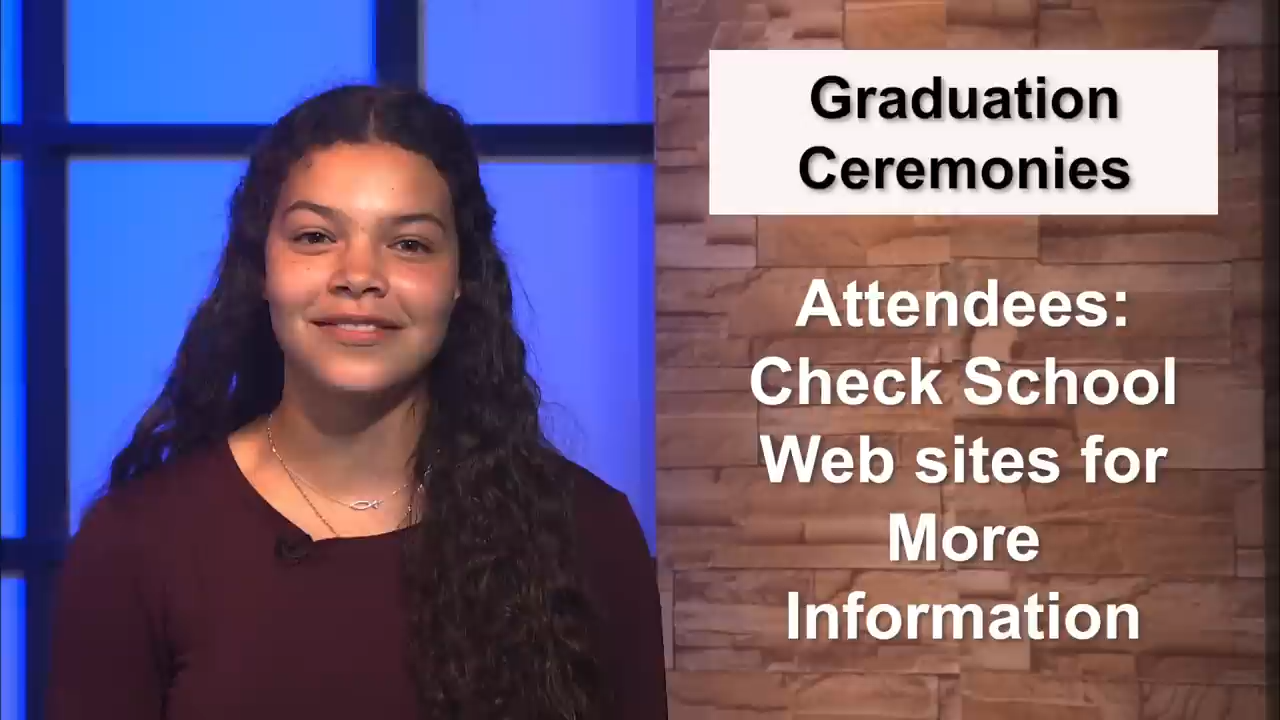 Graduation
Ceremonies
Attendees:
Check School
Web sites for
More
Information